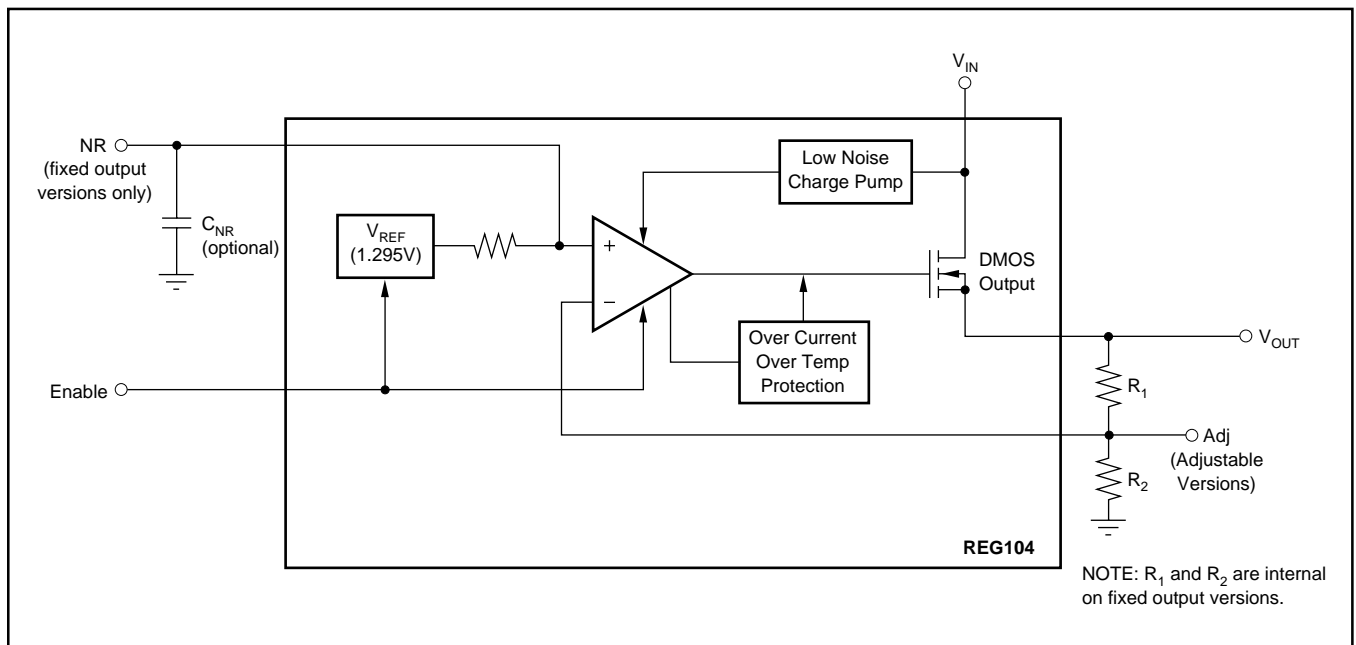 V_IN
NR
(fixed output
versions only)
C_NR
(optional)
V_REF
(1.295V)
+
−
Low Noise
Charge Pump
DMOS
Output
Over Current
Over Temp
Protection
V_OUT
R_1
Enable
Adj
(Adjustable
Versions)
R_2
REG104
NOTE: R_1 and R_2 are internal
on fixed output versions.